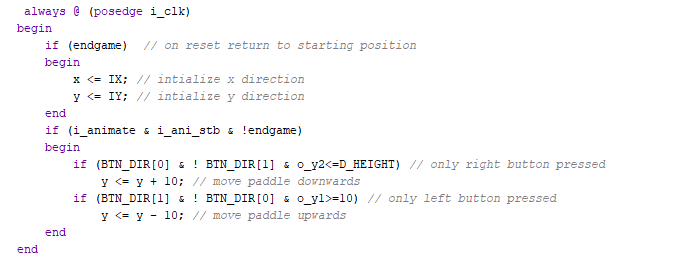 always @ (posedge i_clk)
begin
    if (endgame)  // on reset return to starting position
    begin
        x <= IX; // intialize x direction
        y <= IY; // intialize y direction
    end
    if (i_animate & i_ani_stb & !endgame)
    begin
        if (BTN_DIR[0] & ! BTN_DIR[1] & o_y2<=D_HEIGHT) // only right button pressed
            y <= y + 10; // move paddle downwards
        if (BTN_DIR[1] & ! BTN_DIR[0] & o_y1>=10) // only left button pressed
            y <= y - 10; // move paddle upwards
    end
end